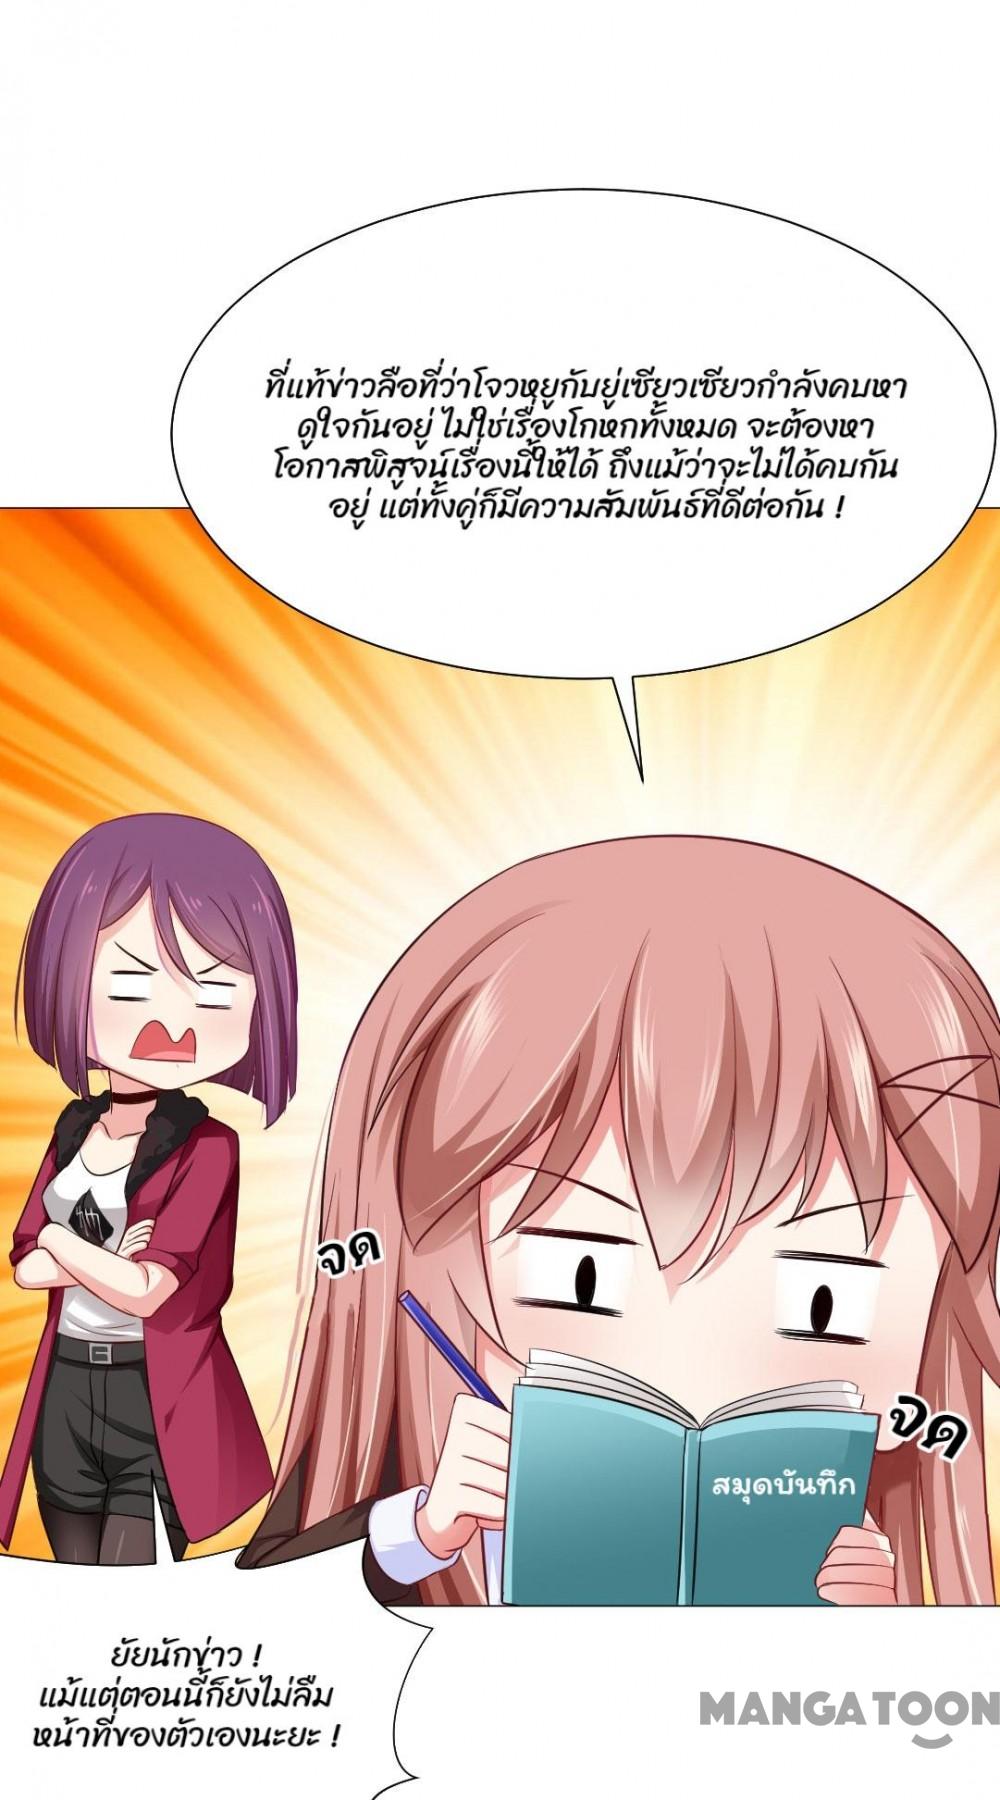 ที่แท้ข่าวลือที่ว่าโจวหยูกับยู่เซียวเซียวกำลังคบหา
ดูใจกันอยู่ ไม่ใช่เรื่องโกหกทั้งหมด จะต้องหา
โอกาสพิสูจน์เรื่องนี้ให้ได้ ถึงแม้ว่าจะไม่ได้คบกัน
อยู่ แต่ทั้งคู่ก็มีความสัมพันธ์ที่ดีต่อกัน !
จด
จด
สมุดบันทึก
ยัยนักข่าว !
แม้แต่ตอนนี้ก็ยังไม่ลืม
หน้าที่ของตัวเองนะยะ !
MANGATOON